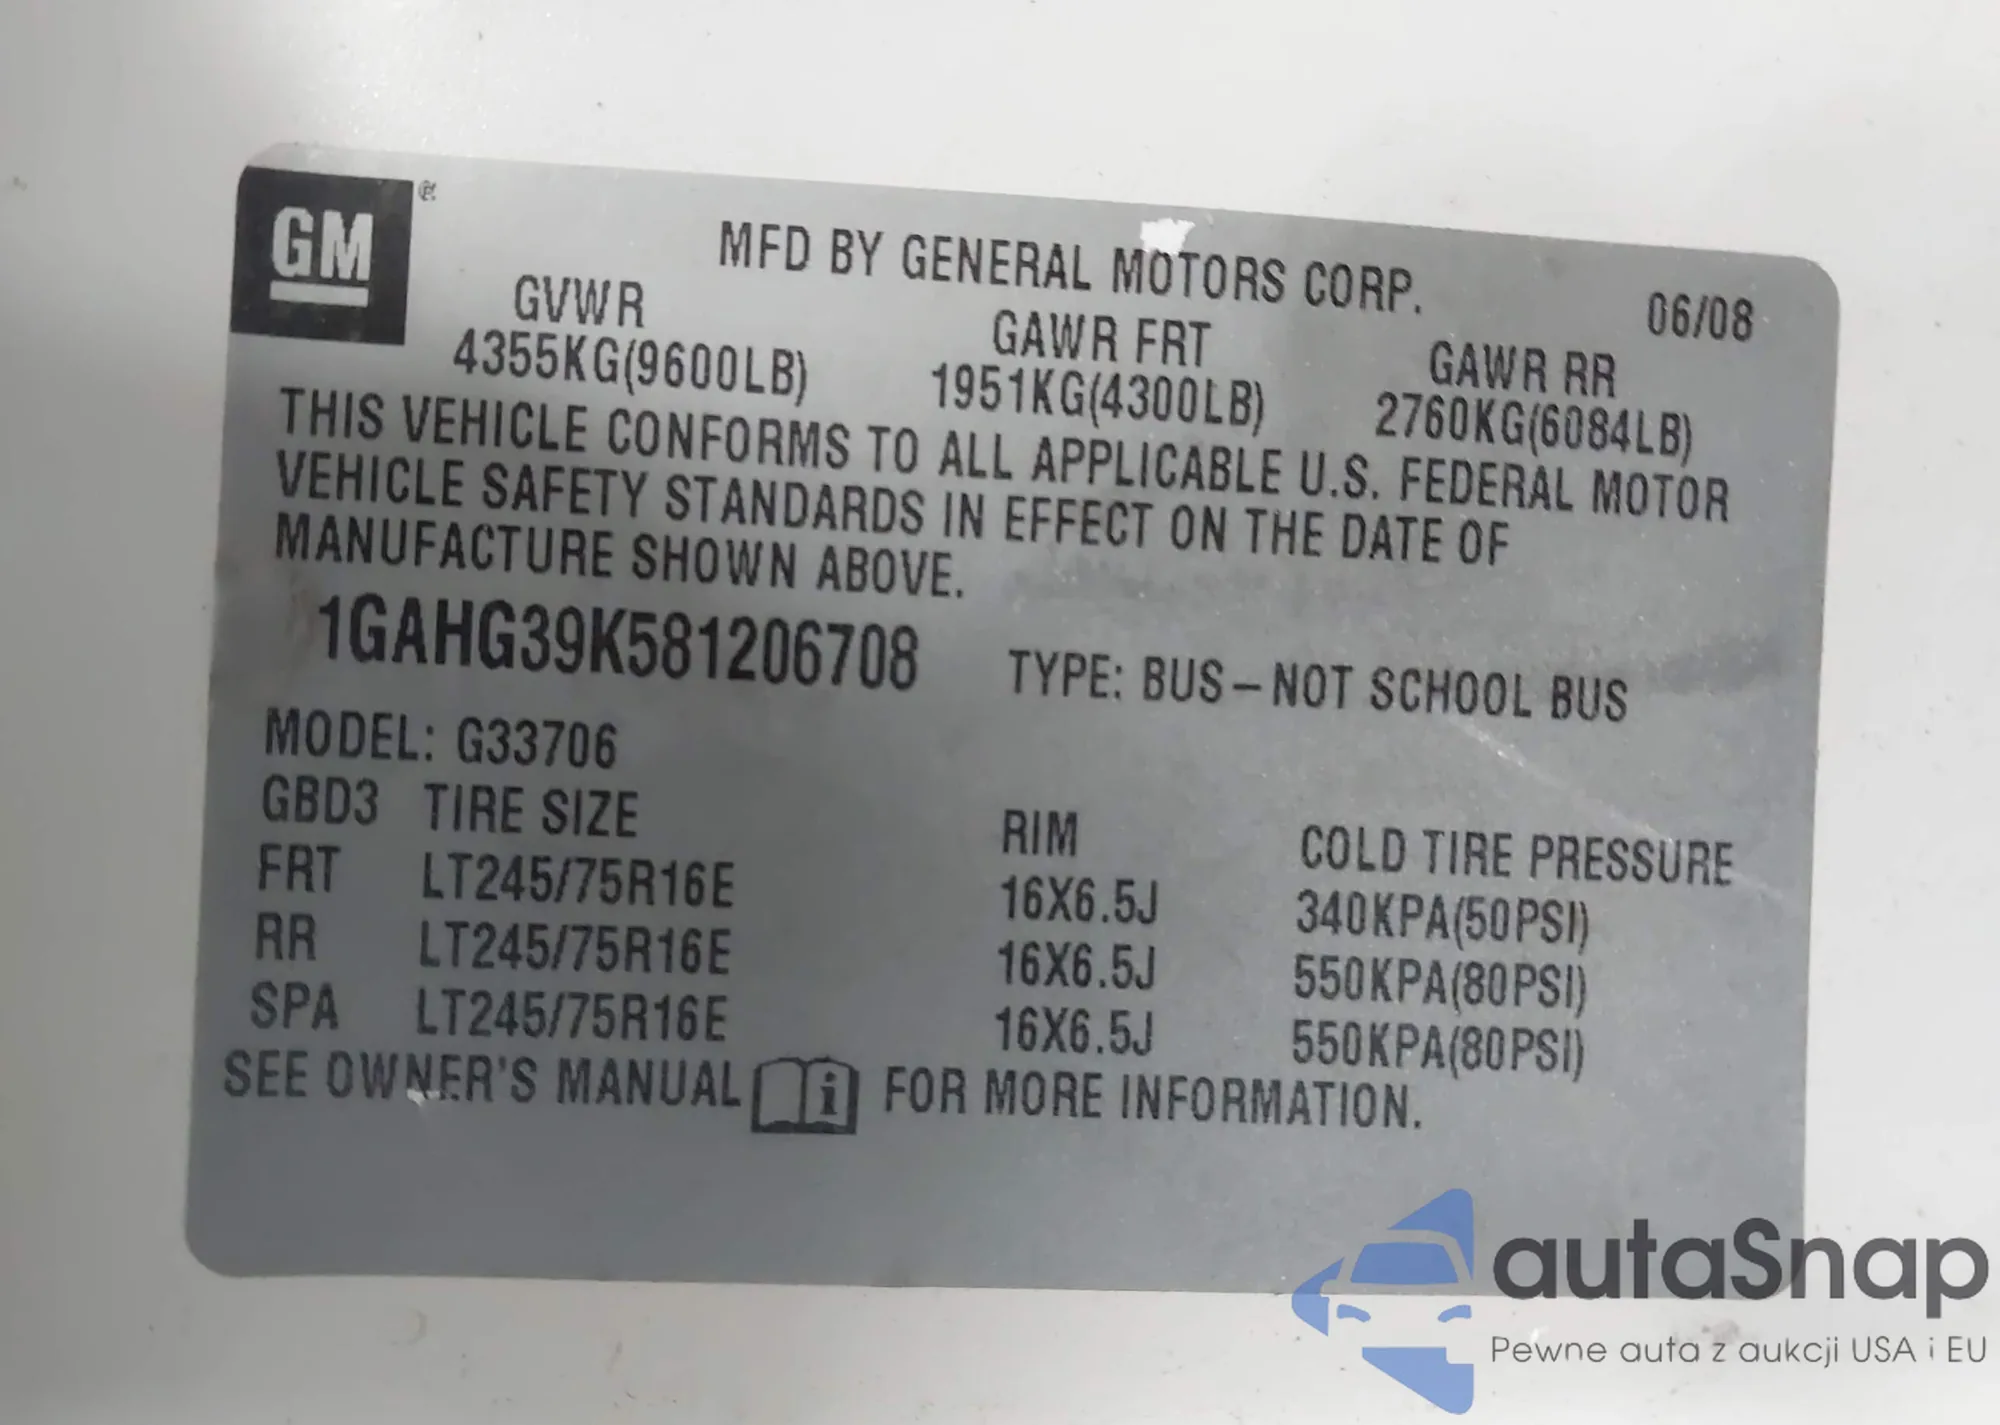 GM
MFD BY GENERAL MOTORS CORP. 06/08
GVWR GAWR FRT GAWR RR
4355KG(9600LB) 1951KG(4300LB) 2760KG(6084LB)
THIS VEHICLE CONFORMS TO ALL APPLICABLE U.S. FEDERAL MOTOR
VEHICLE SAFETY STANDARDS IN EFFECT ON THE DATE OF
MANUFACTURE SHOWN ABOVE.
1GAHG39K581206708 TYPE: BUS – NOT SCHOOL BUS
MODEL: G33706
GBD3 TIRE SIZE RIM COLD TIRE PRESSURE
FRT LT245/75R16E 16X6.5J 340KPA(50PSI)
RR LT245/75R16E 16X6.5J 550KPA(80PSI)
SPA LT245/75R16E 16X6.5J 550KPA(80PSI)
SEE OWNER'S MANUAL i FOR MORE INFORMATION.
autaSnap
Pewne auta z aukcji USA i EU